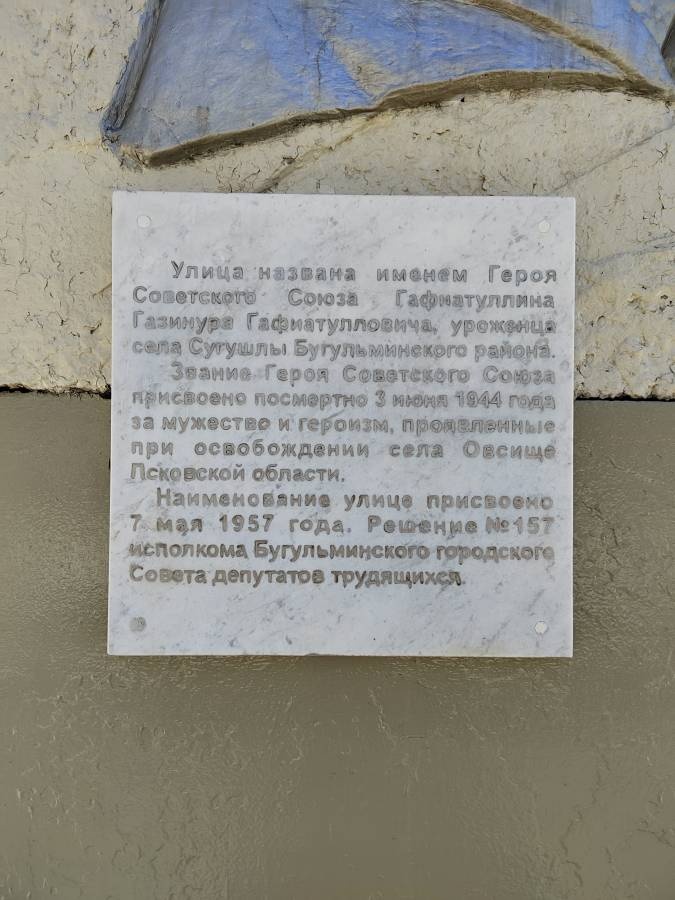 Улица названа именем Героя
Советского Союза Гафиатуллина
Газинура Гафиатулловича, уроженца
села Сугушлы Бугульминского района.
Звание Героя Советского Союза
присвоено посмертно 3 июня 1944 года
за мужество и героизм, проявленные
при освобождении села Овсище
Псковской области.
Наименование улице присвоено
7 мая 1957 года. Решение №157
исполкома Бугульминского городского
Совета депутатов трудящихся.